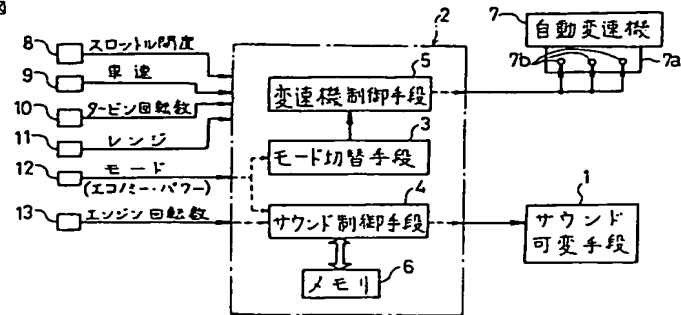 図
8 スロットル開度
9 車速
10 タービン回転数
11 レンジ
12 モード
(エコノミー・パワー)
13 エンジン回転数
2
5
変速機制御手段
3
モード切替手段
4
サウンド制御手段
6
メモリ
7
自動変速機
7b
7a
1
サウンド
可変手段